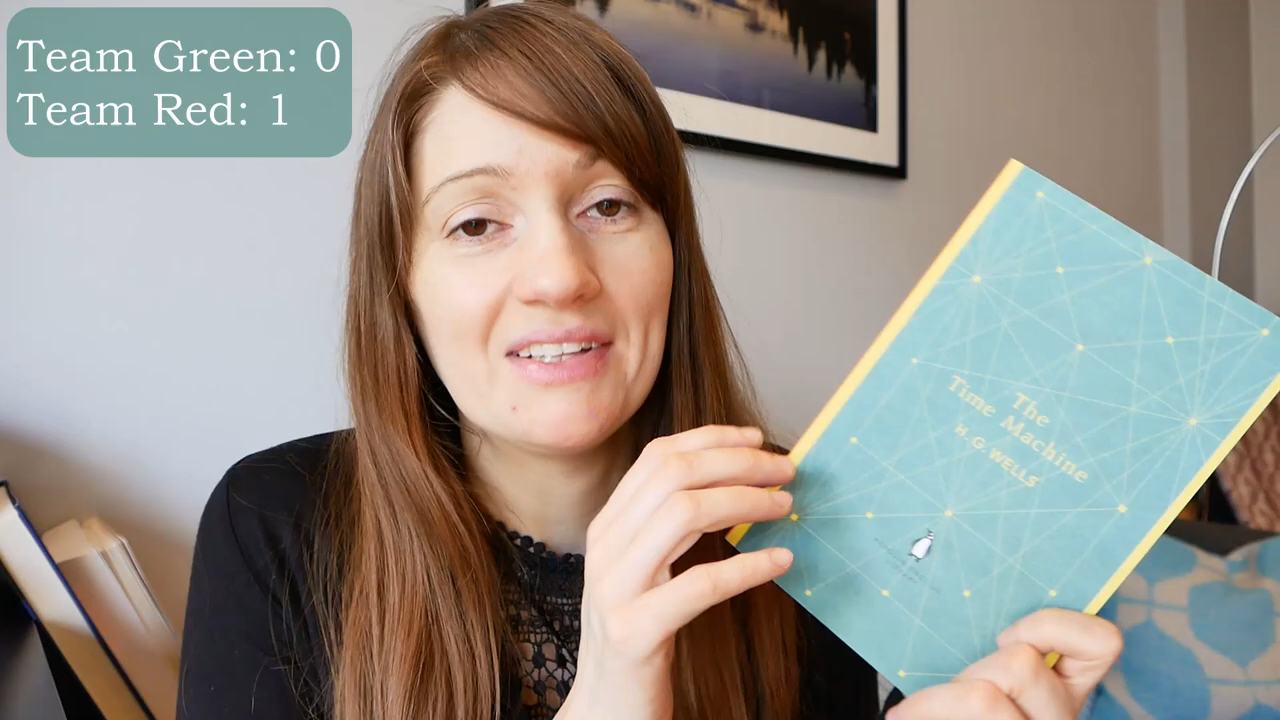 Team Green: 0
Team Red: 1
The
Time Machine
H. G. WELLS